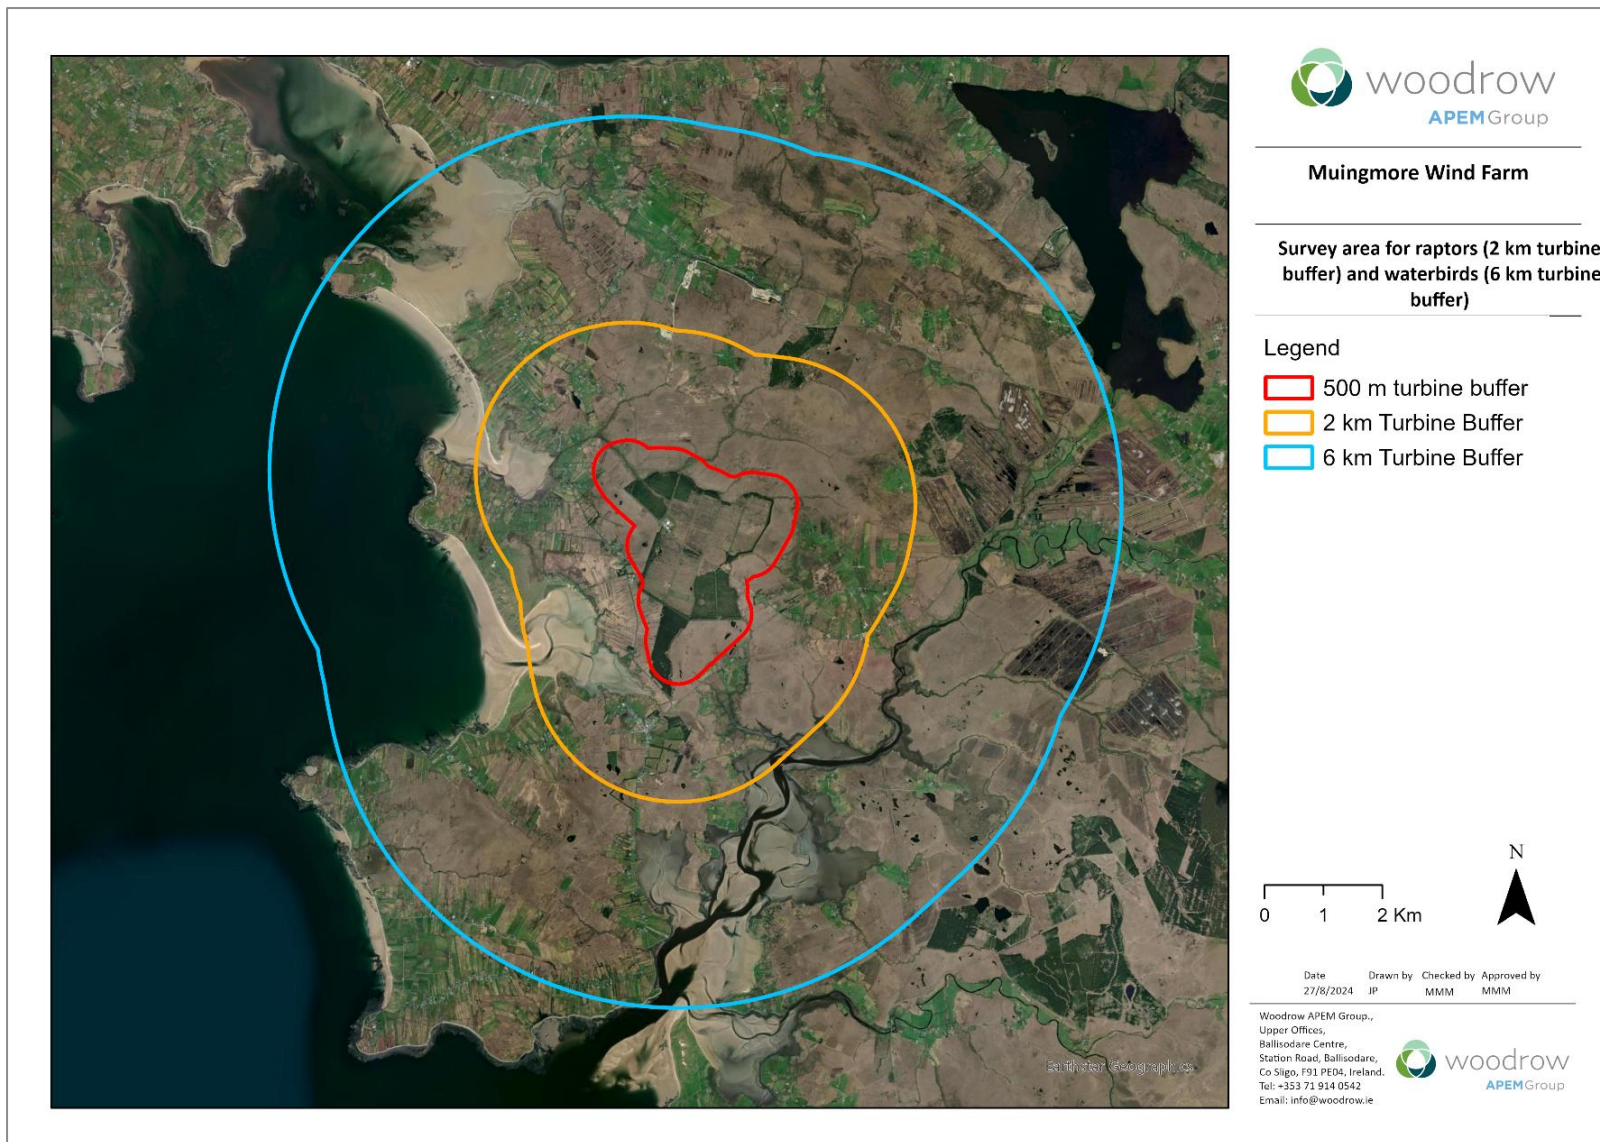 woodrow
APEM Group
Muingmore Wind Farm
Survey area for raptors (2 km turbine
buffer) and waterbirds (6 km turbine
buffer)
Legend
500 m turbine buffer
2 km Turbine Buffer
6 km Turbine Buffer
N
0 1 2 Km
Date Drawn by Checked by Approved by
27/8/2024 JP MMM MMM
Woodrow APEM Group.,
Upper Offices,
Ballisodare Centre,
Station Road, Ballisodare,
Co Sligo, F91 PE04, Ireland.
Tel: +353 71 914 0542
Email: info@woodrow.ie
woodrow
APEM Group
Earthstar Geographics